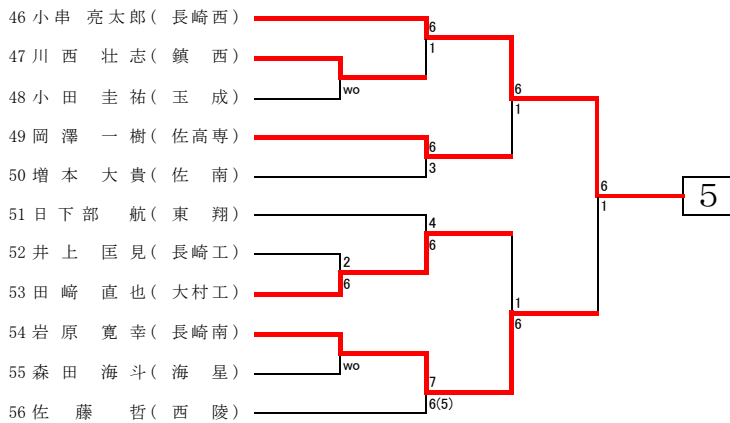 46 小串 亮太郎( 長崎西)
6
1
47 川西 壮志( 鎮西)
wo
48 小田 圭祐( 玉成)
6
1
49 岡澤 一樹( 佐高専)
6
3
50 増本 大貴( 佐南)
6
1
5
51 日下部 航( 東翔)
4
6
52 井上 匡見( 長崎工)
2
6
53 田﨑 直也( 大村工)
1
6
54 岩原 寛幸( 長崎南)
wo
55 森田 海斗( 海星)
7
6(5)
56 佐藤 哲( 西陵)